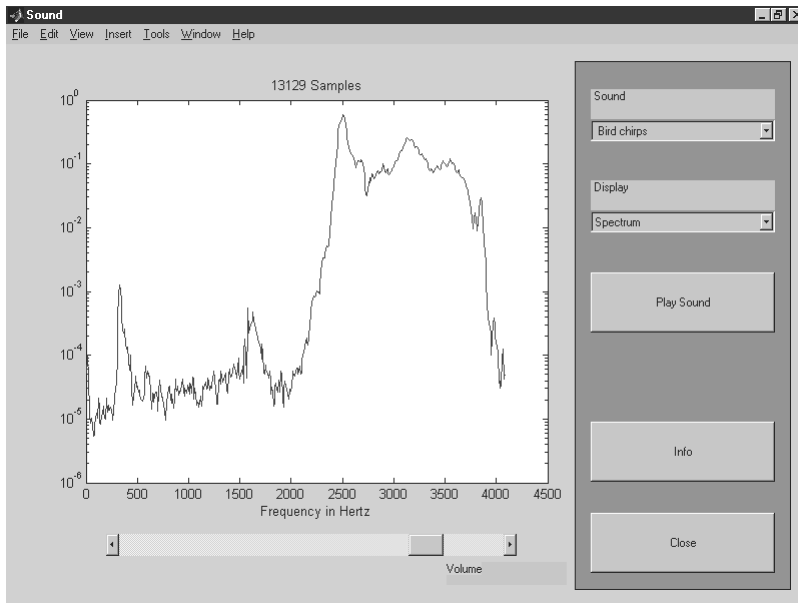 Sound
File Edit View Insert Tools Window Help
13129 Samples
10^0
10^-1
10^-2
10^-3
10^-4
10^-5
10^-6
0 500 1000 1500 2000 2500 3000 3500 4000 4500
Frequency in Hertz
Volume
Sound
Bird chirps
Display
Spectrum
Play Sound
Info
Close